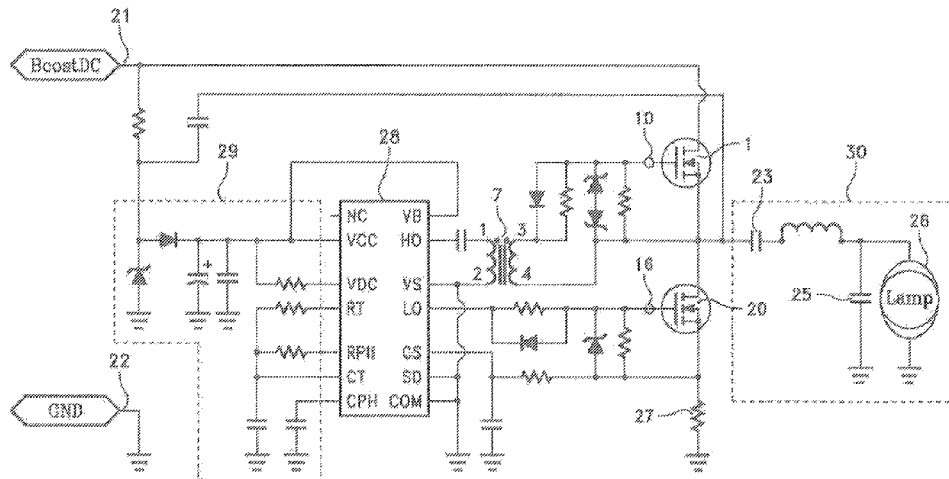 21
BoostDC
29
28
10
1
30
23
7
NC
VB
VCC
HO
1
3
VDC
VS
2
4
RT
LO
16
20
25
26
Lamp
RPH
CS
CT
SD
CPH
COM
22
GND
27